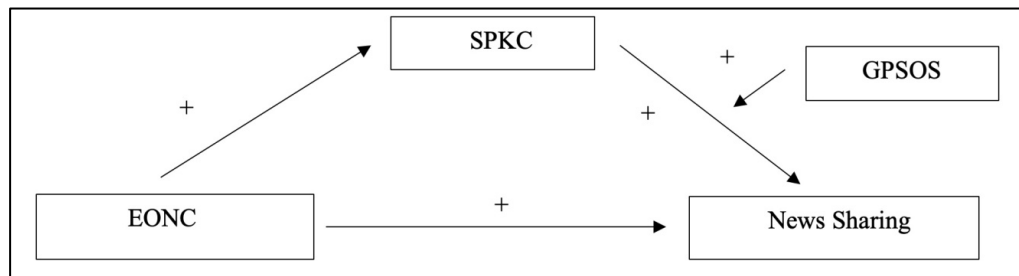 SPKC
+
GPSOS
+
+
EONC
+
News Sharing